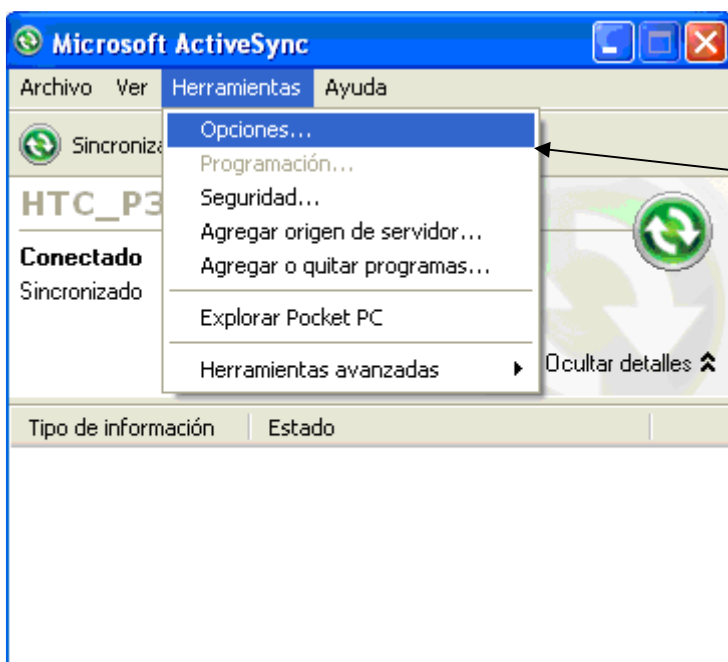 Microsoft ActiveSync
Archivo Ver Herramientas Ayuda
Opciones...
Programación...
Seguridad...
Agregar origen de servidor...
Agregar o quitar programas...
Explorar Pocket PC
Herramientas avanzadas
HTC_P3
Conectado
Sincronizado
Ocultar detalles
Tipo de información Estado